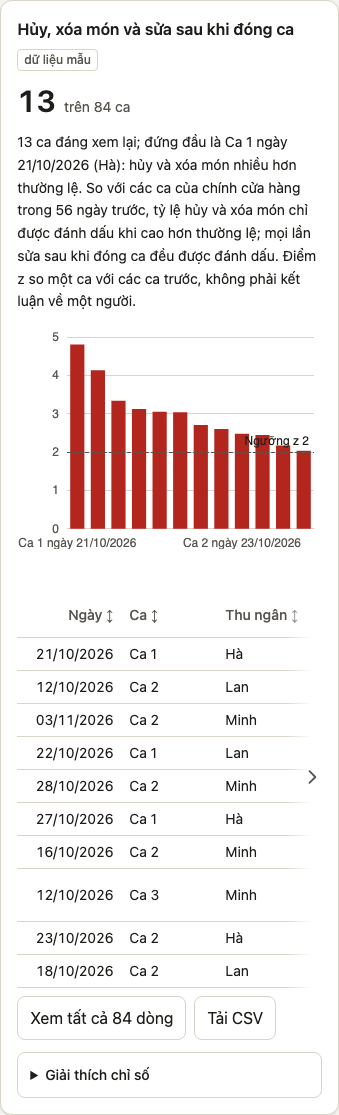 Hủy, xóa món và sửa sau khi đóng ca
dữ liệu mẫu
13 trên 84 ca
13 ca đáng xem lại; đứng đầu là Ca 1 ngày
21/10/2026 (Hà): hủy và xóa món nhiều hơn
thường lệ. So với các ca của chính cửa hàng
trong 56 ngày trước, tỷ lệ hủy và xóa món chỉ
được đánh dấu khi cao hơn thường lệ; mọi lần
sửa sau khi đóng ca đều được đánh dấu. Điểm
z so một ca với các ca trước, không phải kết
luận về một người.
5
4
3
Ngưỡng z 2
2
1
0
Ca 1 ngày 21/10/2026 Ca 2 ngày 23/10/2026
Ngày ↕ Ca ↕ Thu ngân ↕
21/10/2026 Ca 1 Hà
12/10/2026 Ca 2 Lan
03/11/2026 Ca 2 Minh
22/10/2026 Ca 1 Lan
28/10/2026 Ca 2 Minh
27/10/2026 Ca 1 Hà
16/10/2026 Ca 2 Minh
12/10/2026 Ca 3 Minh
23/10/2026 Ca 2 Hà
18/10/2026 Ca 2 Lan
Xem tất cả 84 dòng Tải CSV
▶ Giải thích chỉ số